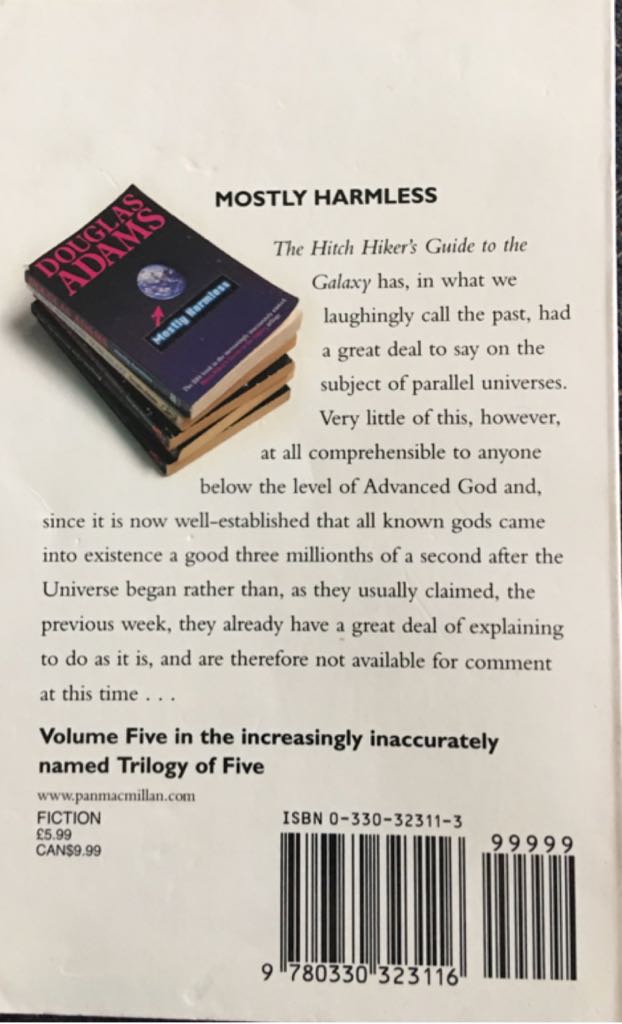 MOSTLY HARMLESS
DOUGLAS
ADAMS
Mostly Harmless
The Hitch Hiker's Guide to the
Galaxy has, in what we
laughingly call the past, had
a great deal to say on the
subject of parallel universes.
Very little of this, however,
at all comprehensible to anyone
below the level of Advanced God and,
since it is now well-established that all known gods came
into existence a good three millionths of a second after the
Universe began rather than, as they usually claimed, the
previous week, they already have a great deal of explaining
to do as it is, and are therefore not available for comment
at this time . . .
Volume Five in the increasingly inaccurately
named Trilogy of Five
www.panmacmillan.com
FICTION
£5.99
CAN$9.99
ISBN 0-330-32311-3
99999
9 780330 323116